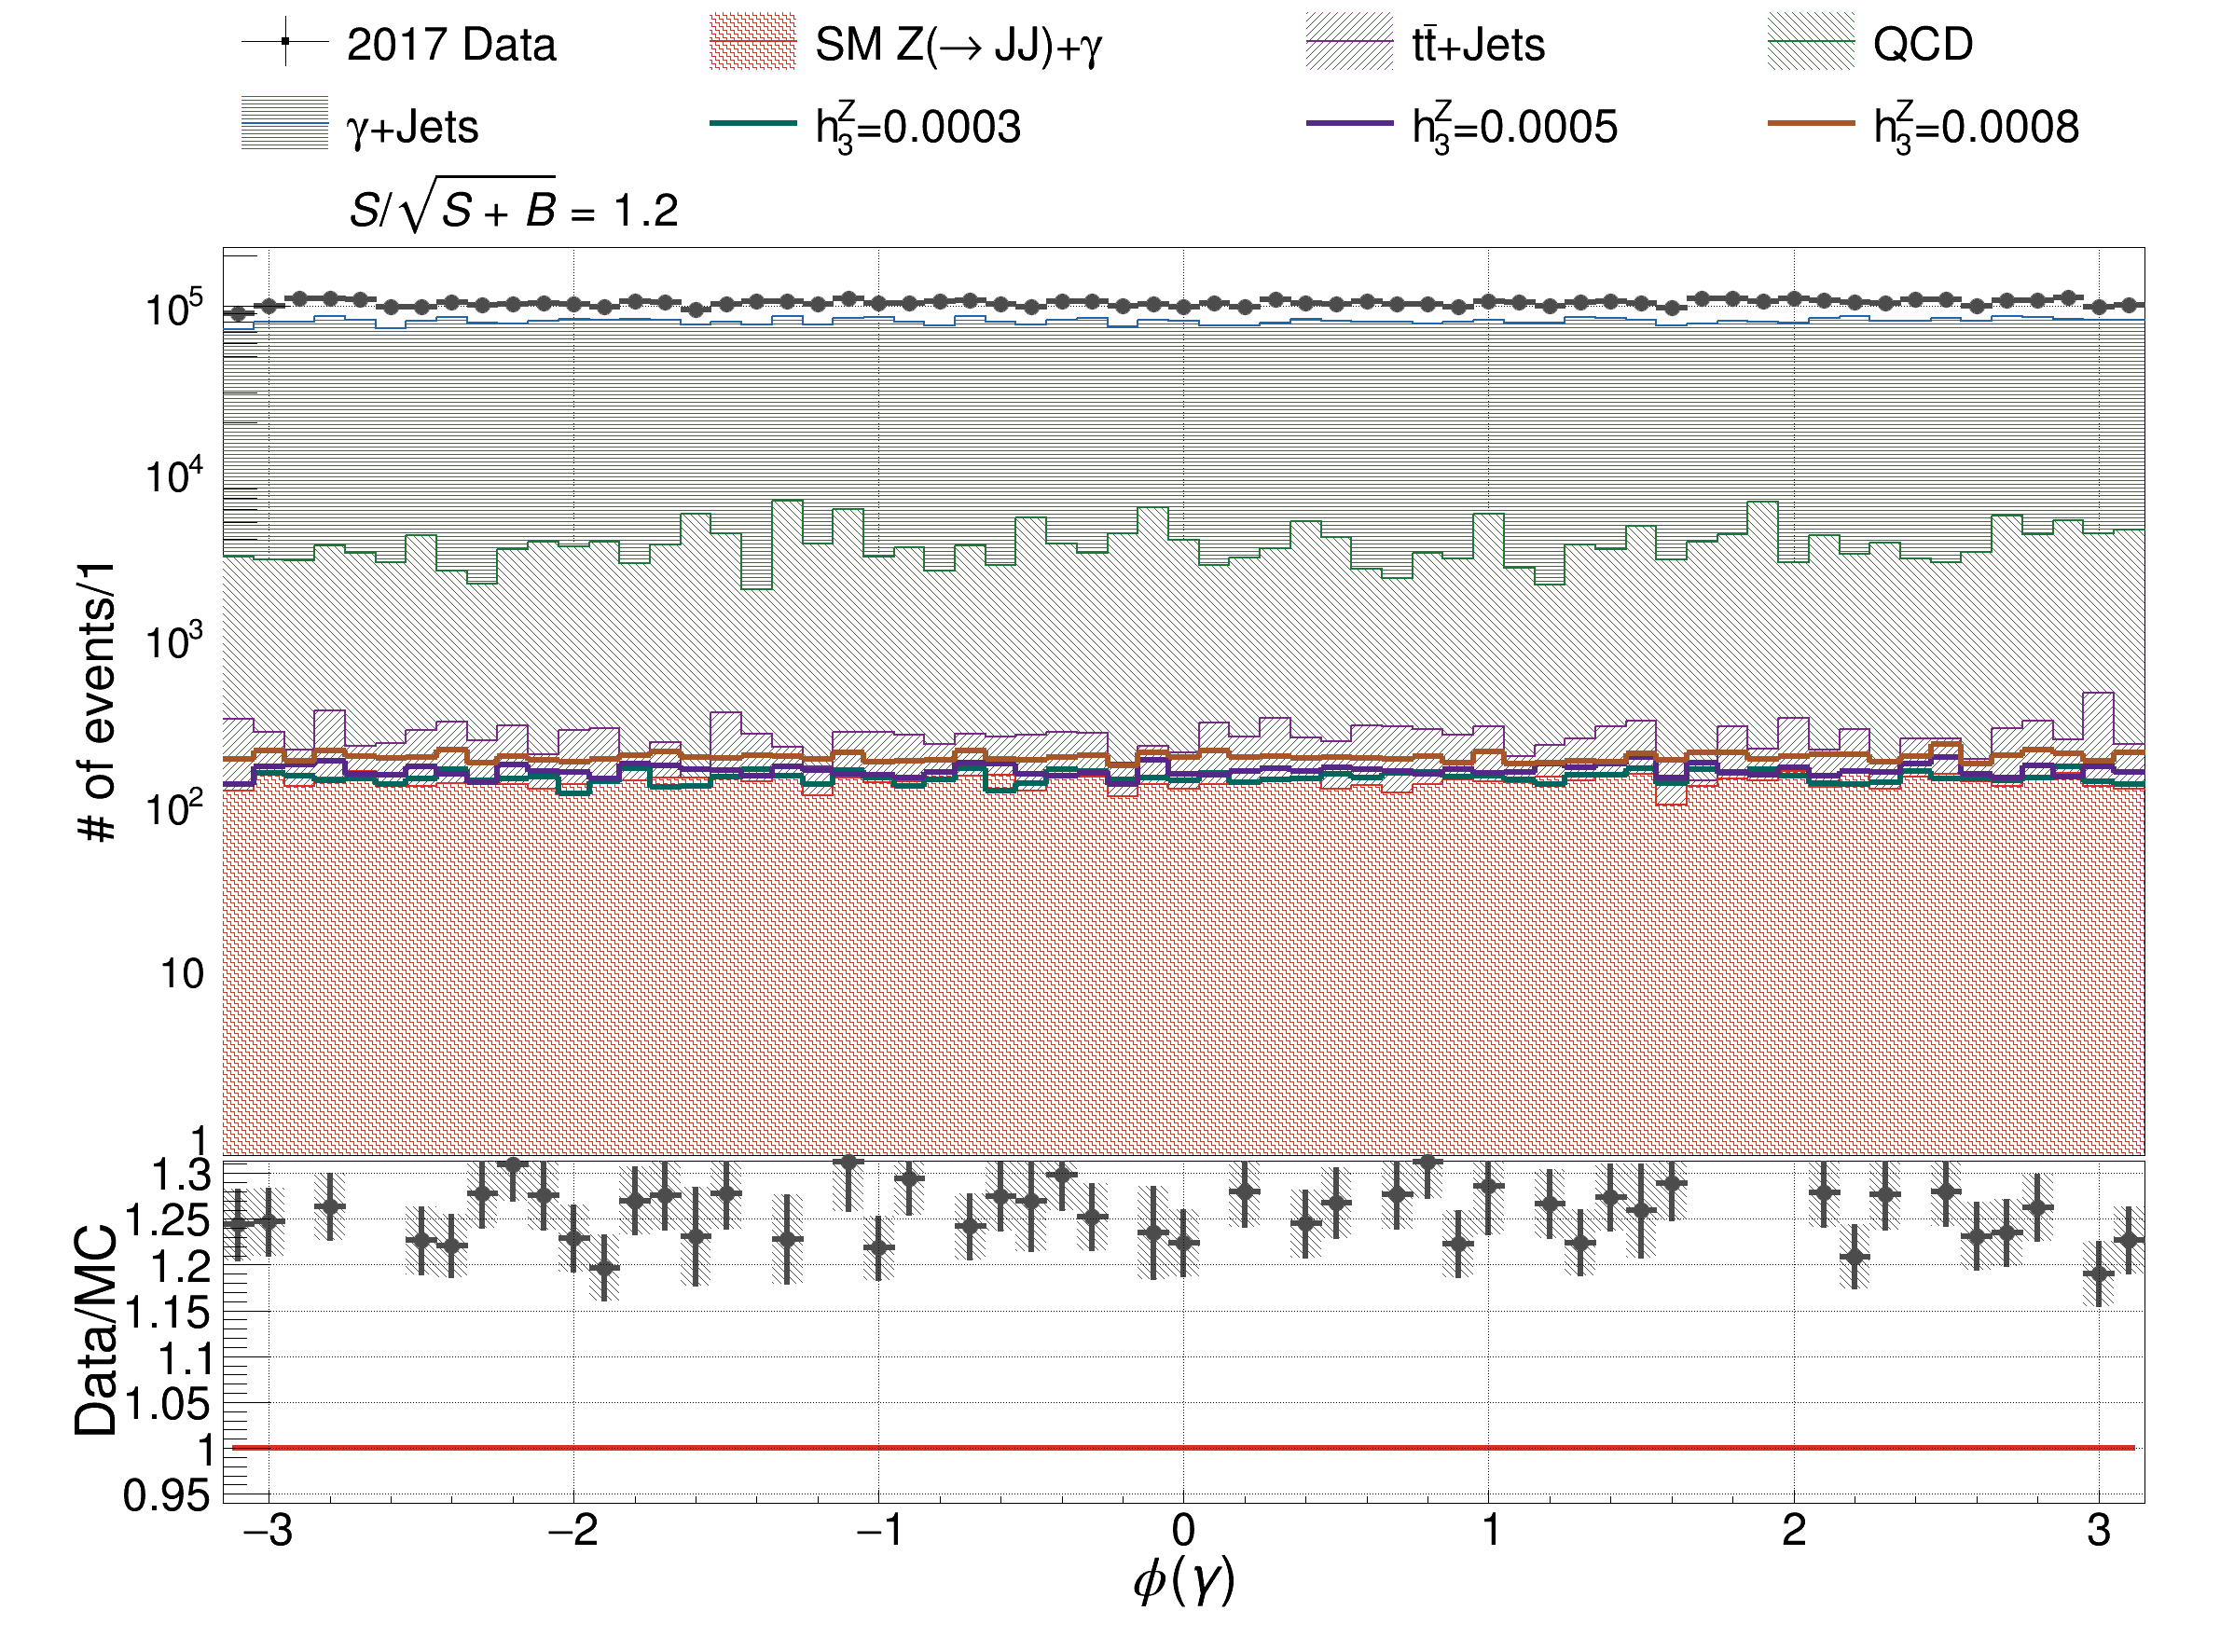 2017 Data SM Z(→ JJ)+γ tt̄+Jets QCD
γ+Jets h₃ᶻ=0.0003 h₃ᶻ=0.0005 h₃ᶻ=0.0008
S/√S + B = 1.2
# of events/1
10⁵
10⁴
10³
10²
10
1
Data/MC
1.3
1.25
1.2
1.15
1.1
1.05
1
0.95
−3 −2 −1 0 1 2 3
ϕ(γ)